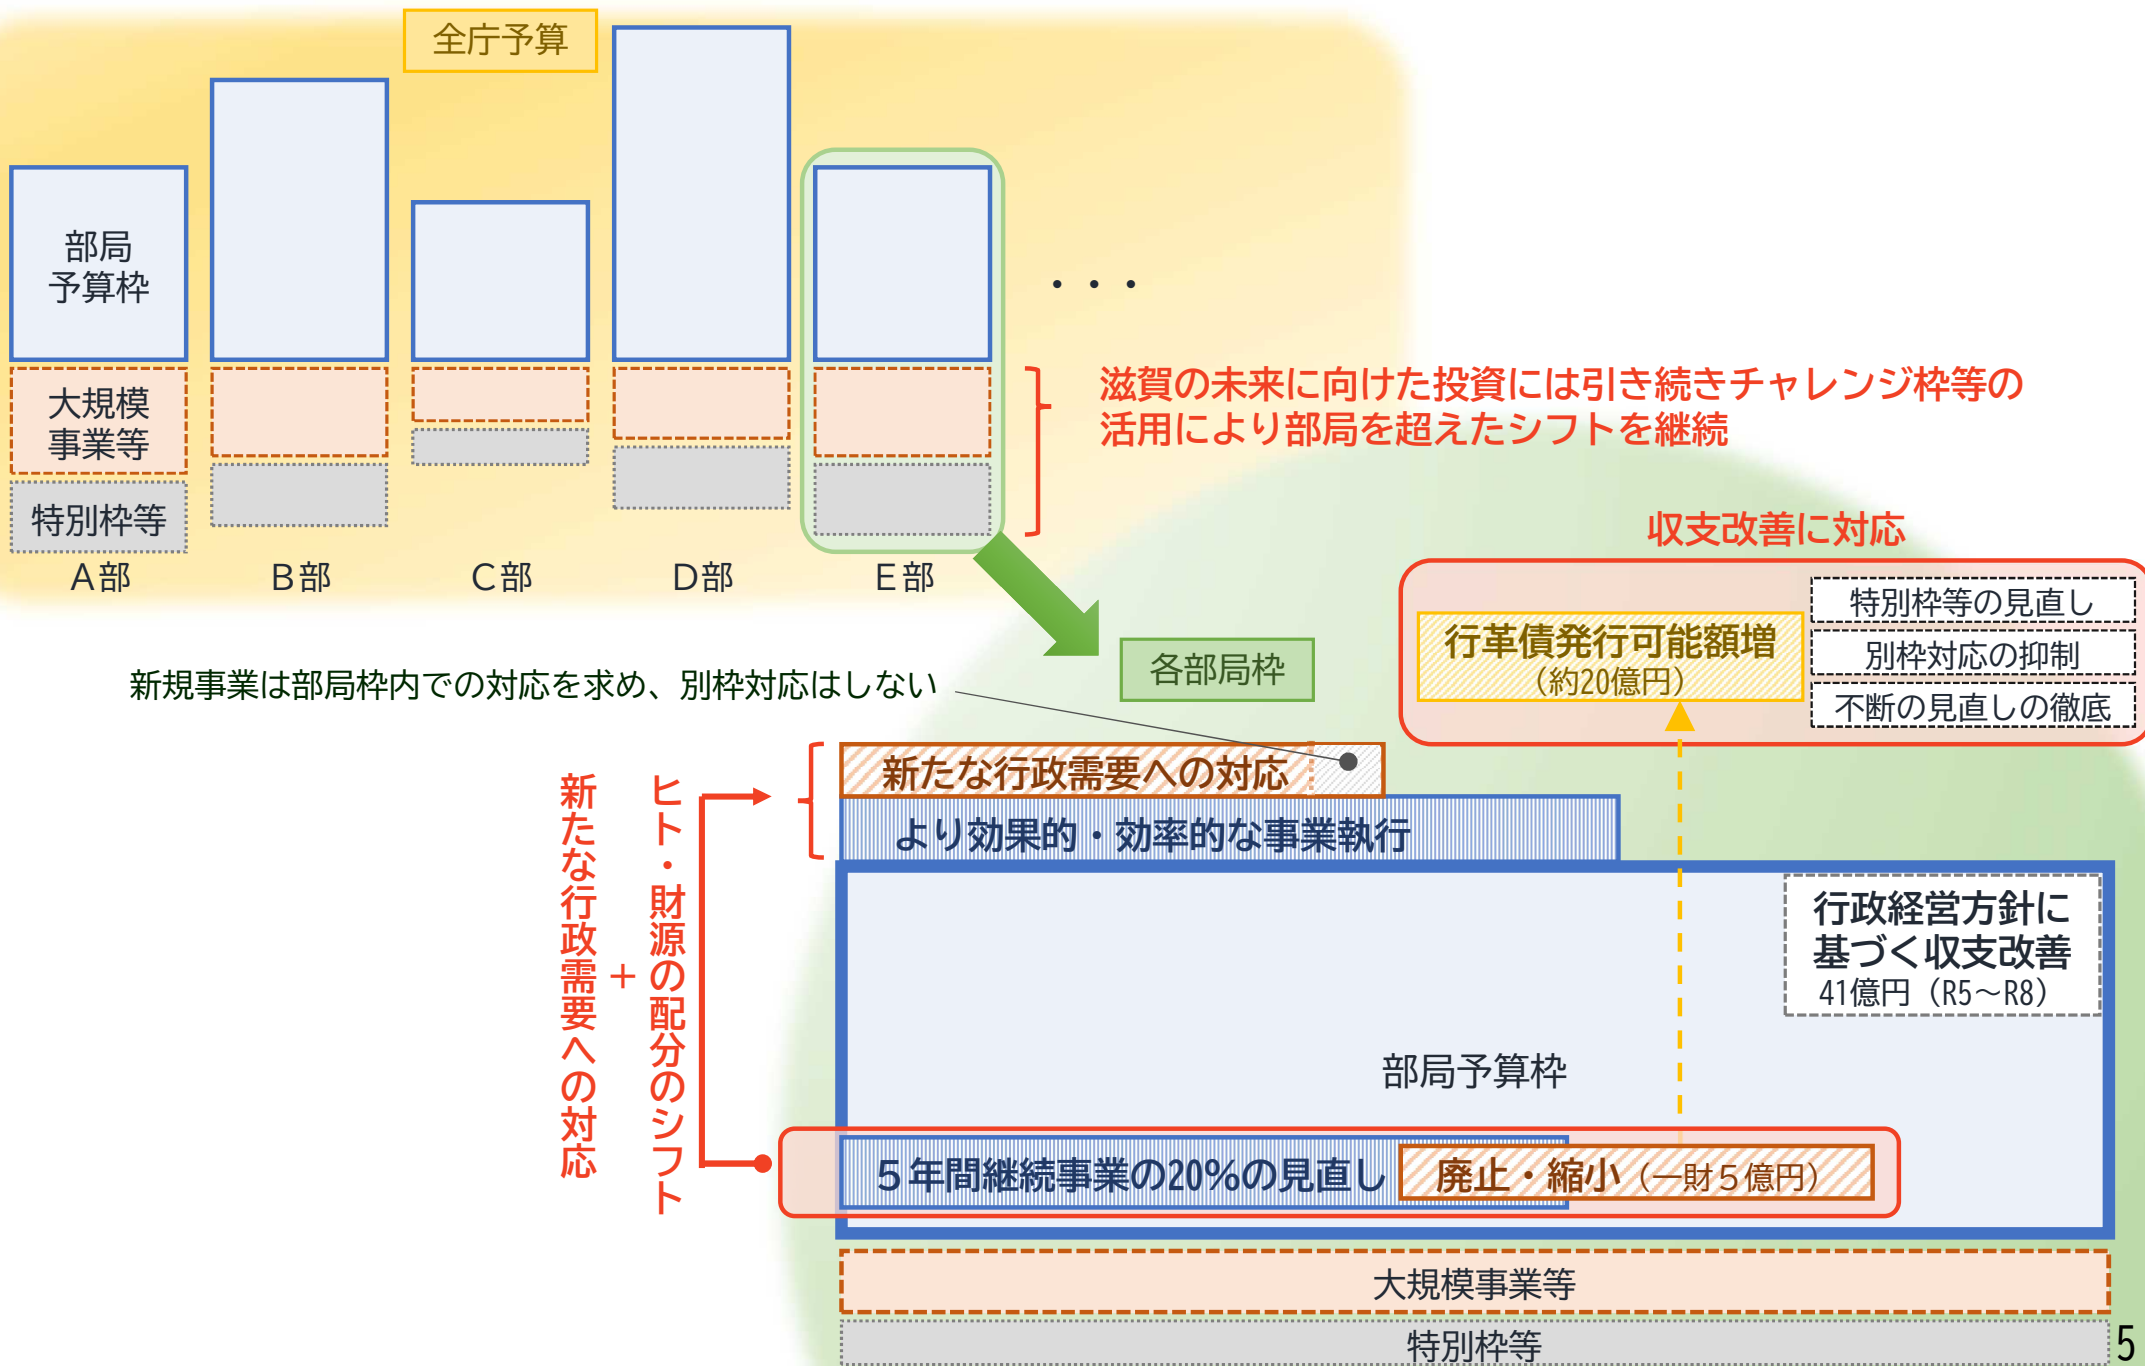 全庁予算
部局
予算枠
大規模
事業等
特別枠等
A部
B部
C部
D部
E部
・・・
滋賀の未来に向けた投資には引き続きチャレンジ枠等の
活用により部局を超えたシフトを継続
収支改善に対応
行革債発行可能額増
（約20億円）
特別枠等の見直し
別枠対応の抑制
不断の見直しの徹底
各部局枠
新規事業は部局枠内での対応を求め、別枠対応はしない
新たな行政需要への対応
より効果的・効率的な事業執行
ヒト・財源の配分のシフト
＋
新たな行政需要への対応
行政経営方針に
基づく収支改善
41億円（R5～R8）
部局予算枠
５年間継続事業の20%の見直し
廃止・縮小（一財５億円）
大規模事業等
特別枠等
5